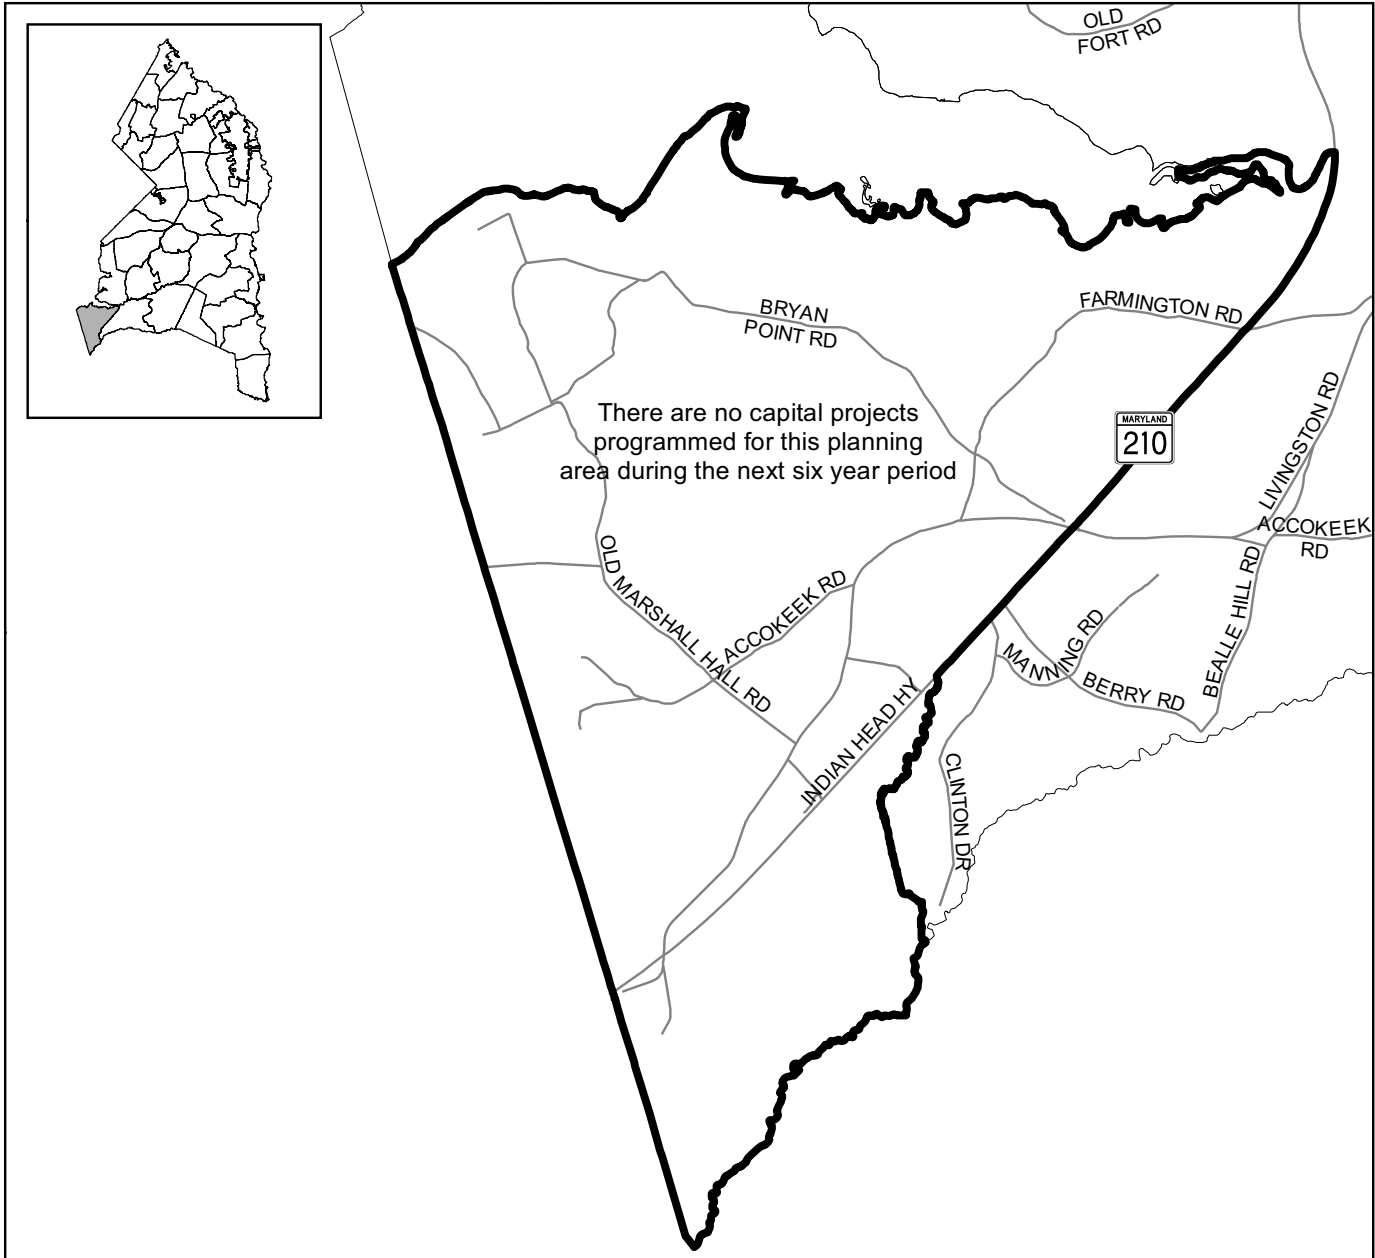 OLD
FORT RD
BRYAN
POINT RD
FARMINGTON RD
There are no capital projects
programmed for this planning
area during the next six year period
MARYLAND
210
LIVINGSTON RD
ACCOKEEK
RD
OLD MARSHALL HALL RD
ACCOKEEK RD
BEALLE HILL RD
MANNING RD
BERRY RD
INDIAN HEAD HY
CLINTON DR